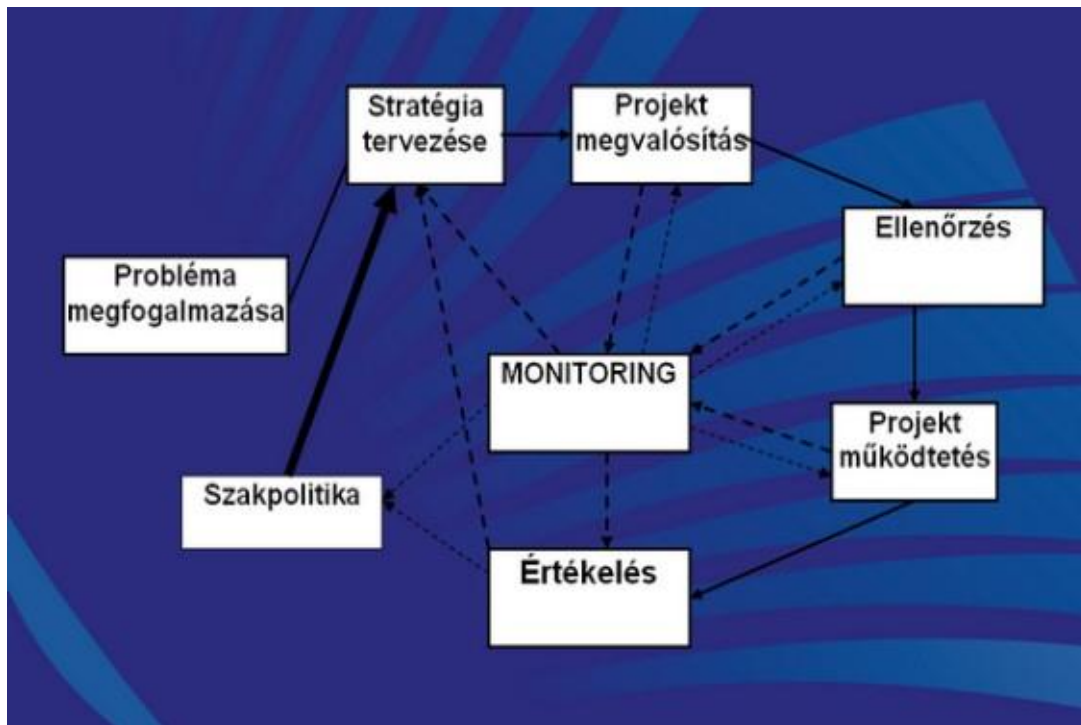 Stratégia
tervezése
Projekt
megvalósítás
Ellenőrzés
Probléma
megfogalmazása
MONITORING
Projekt
működtetés
Szakpolitika
Értékelés